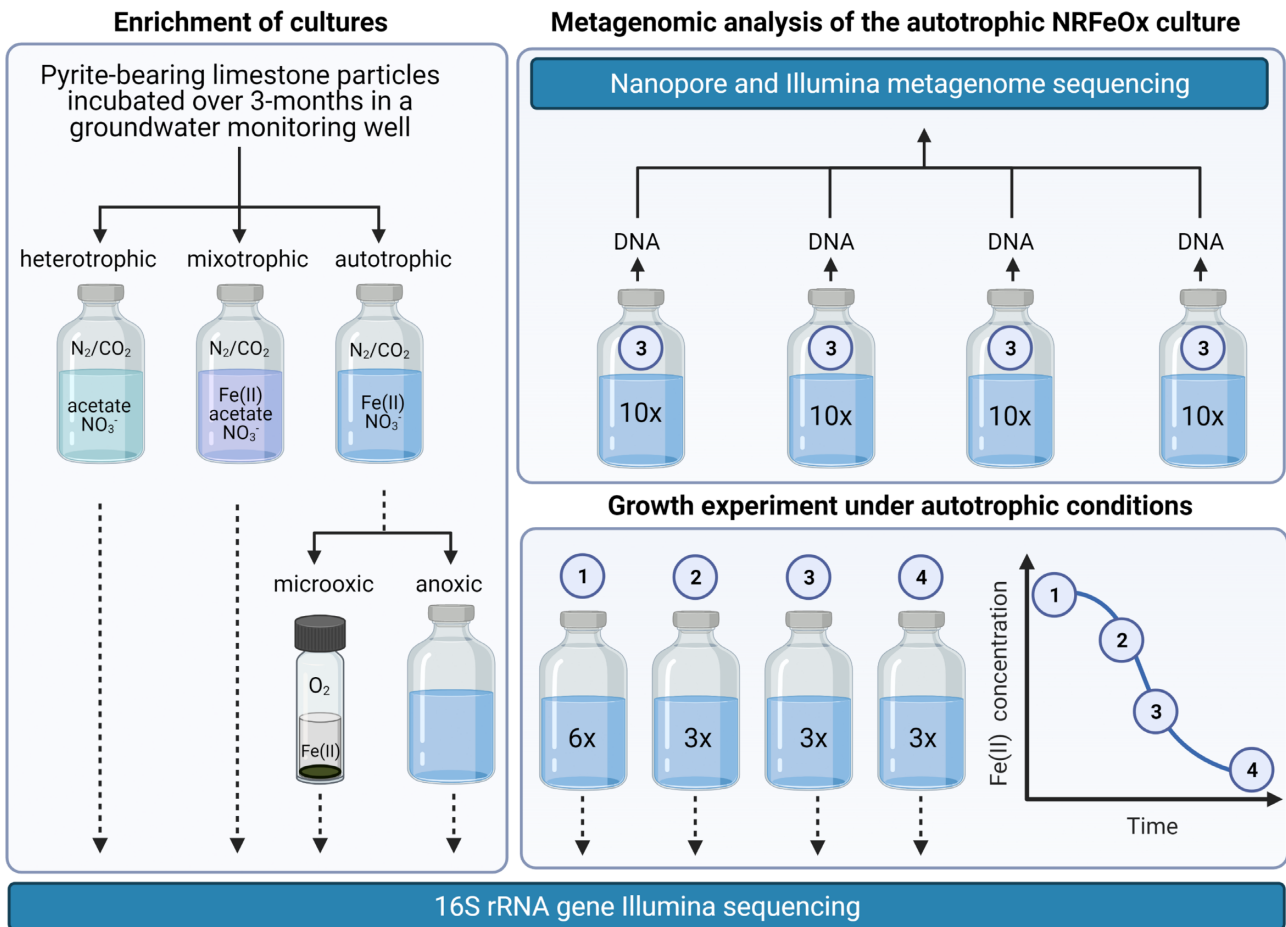 Enrichment of cultures
Pyrite-bearing limestone particles
incubated over 3-months in a
groundwater monitoring well
heterotrophic
mixotrophic
autotrophic
N₂/CO₂
N₂/CO₂
N₂/CO₂
acetate
NO₃⁻
Fe(II)
acetate
NO₃⁻
Fe(II)
NO₃⁻
microoxic
anoxic
O₂
Fe(II)
Metagenomic analysis of the autotrophic NRFeOx culture
Nanopore and Illumina metagenome sequencing
DNA
DNA
DNA
DNA
3
3
3
3
10x
10x
10x
10x
Growth experiment under autotrophic conditions
1
2
3
4
6x
3x
3x
3x
Fe(II) concentration
1
2
3
4
Time
16S rRNA gene Illumina sequencing